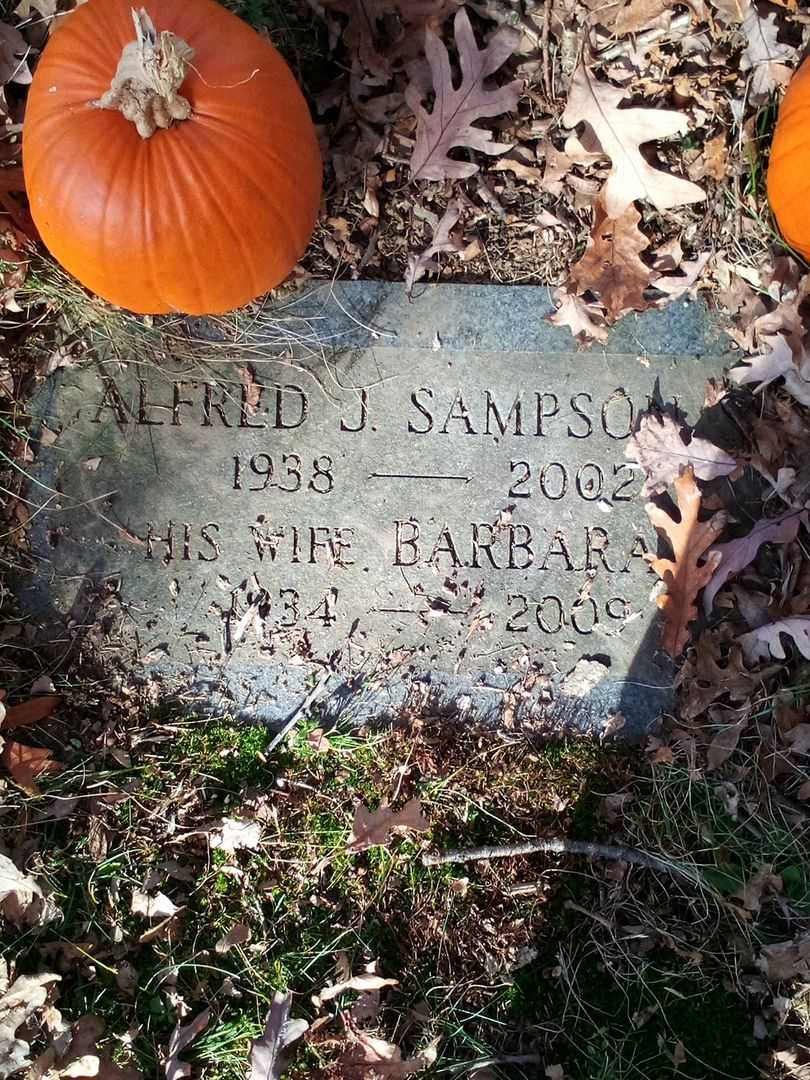 ALFRED J. SAMPSON
1938 — 2002
HIS WIFE BARBARA
1934 — 2009